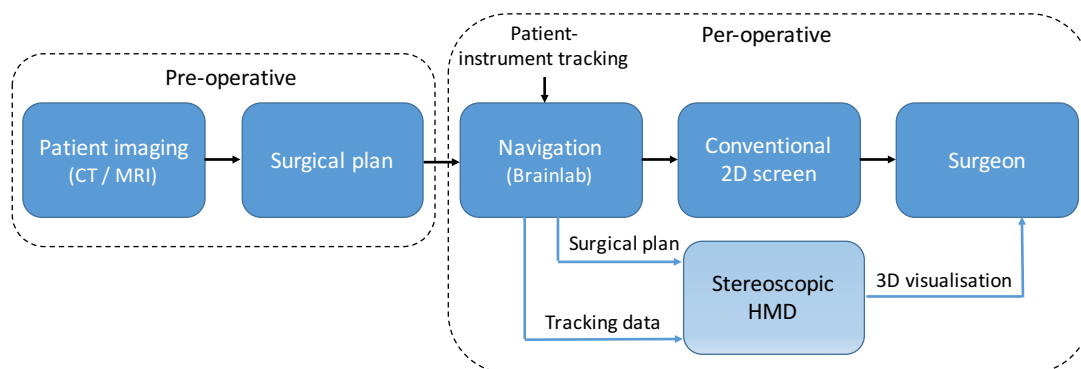 Pre-operative
Patient imaging
(CT / MRI)
Surgical plan
Per-operative
Patient-
instrument tracking
Navigation
(Brainlab)
Conventional
2D screen
Surgeon
Surgical plan
Tracking data
Stereoscopic
HMD
3D visualisation